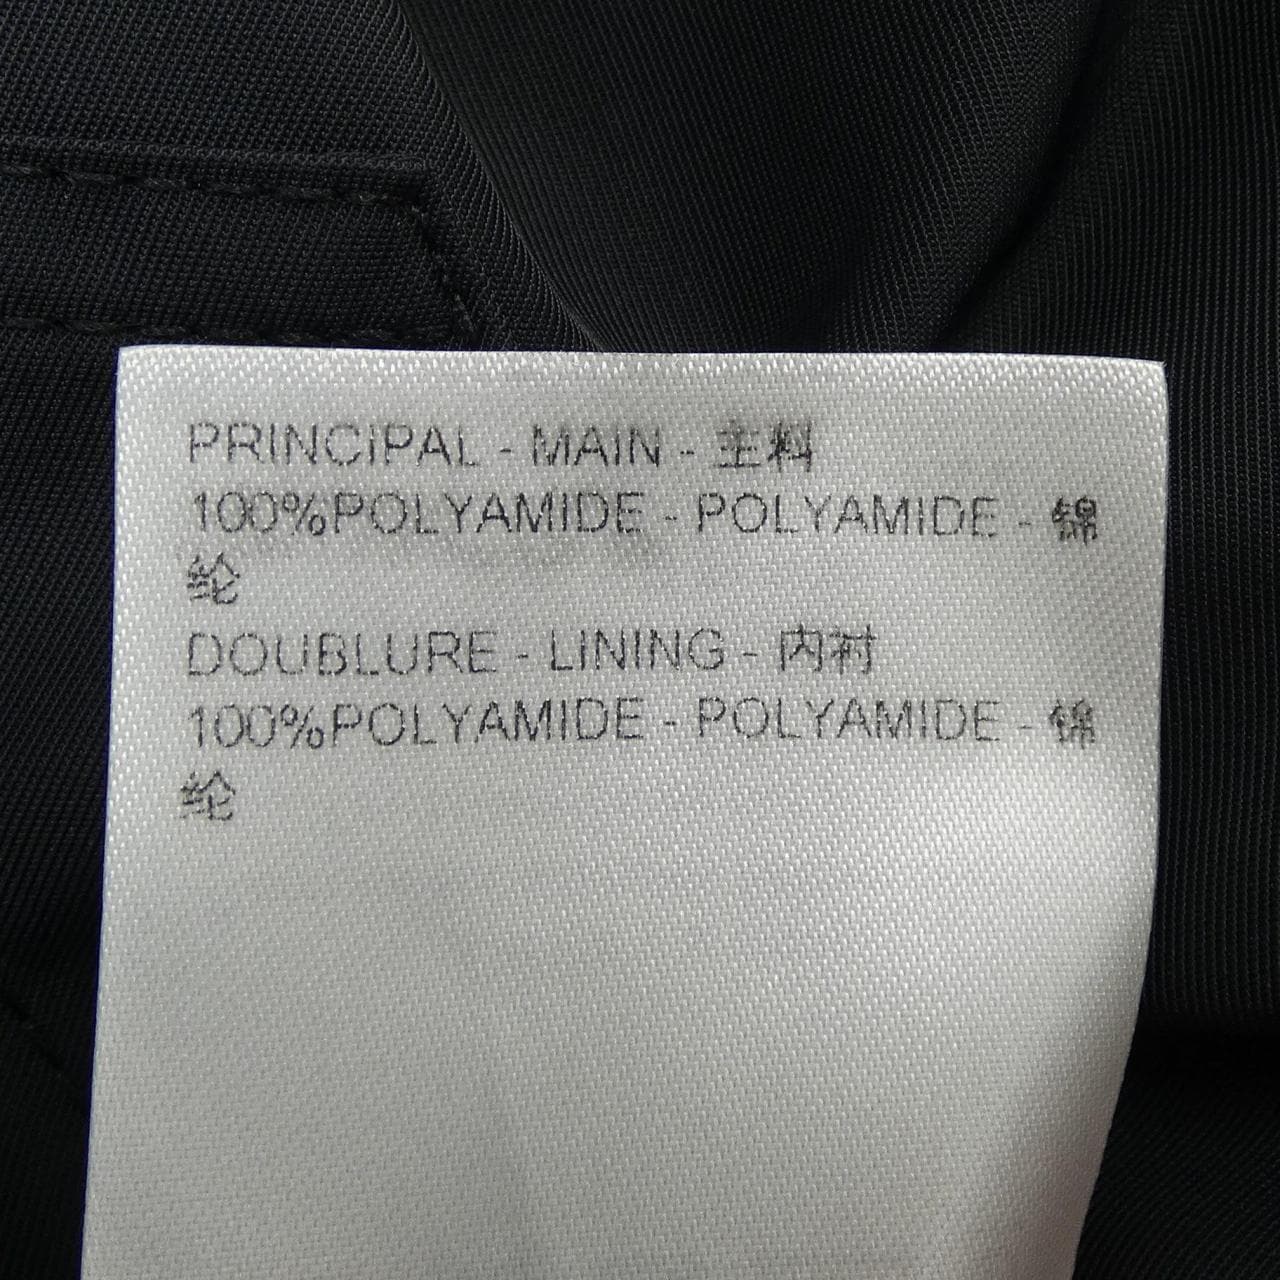 PRINCIPAL - MAIN - 主料
100%POLYAMIDE - POLYAMIDE - 锦
纶
DOUBLURE - LINING - 内衬
100%POLYAMIDE - POLYAMIDE - 锦
纶